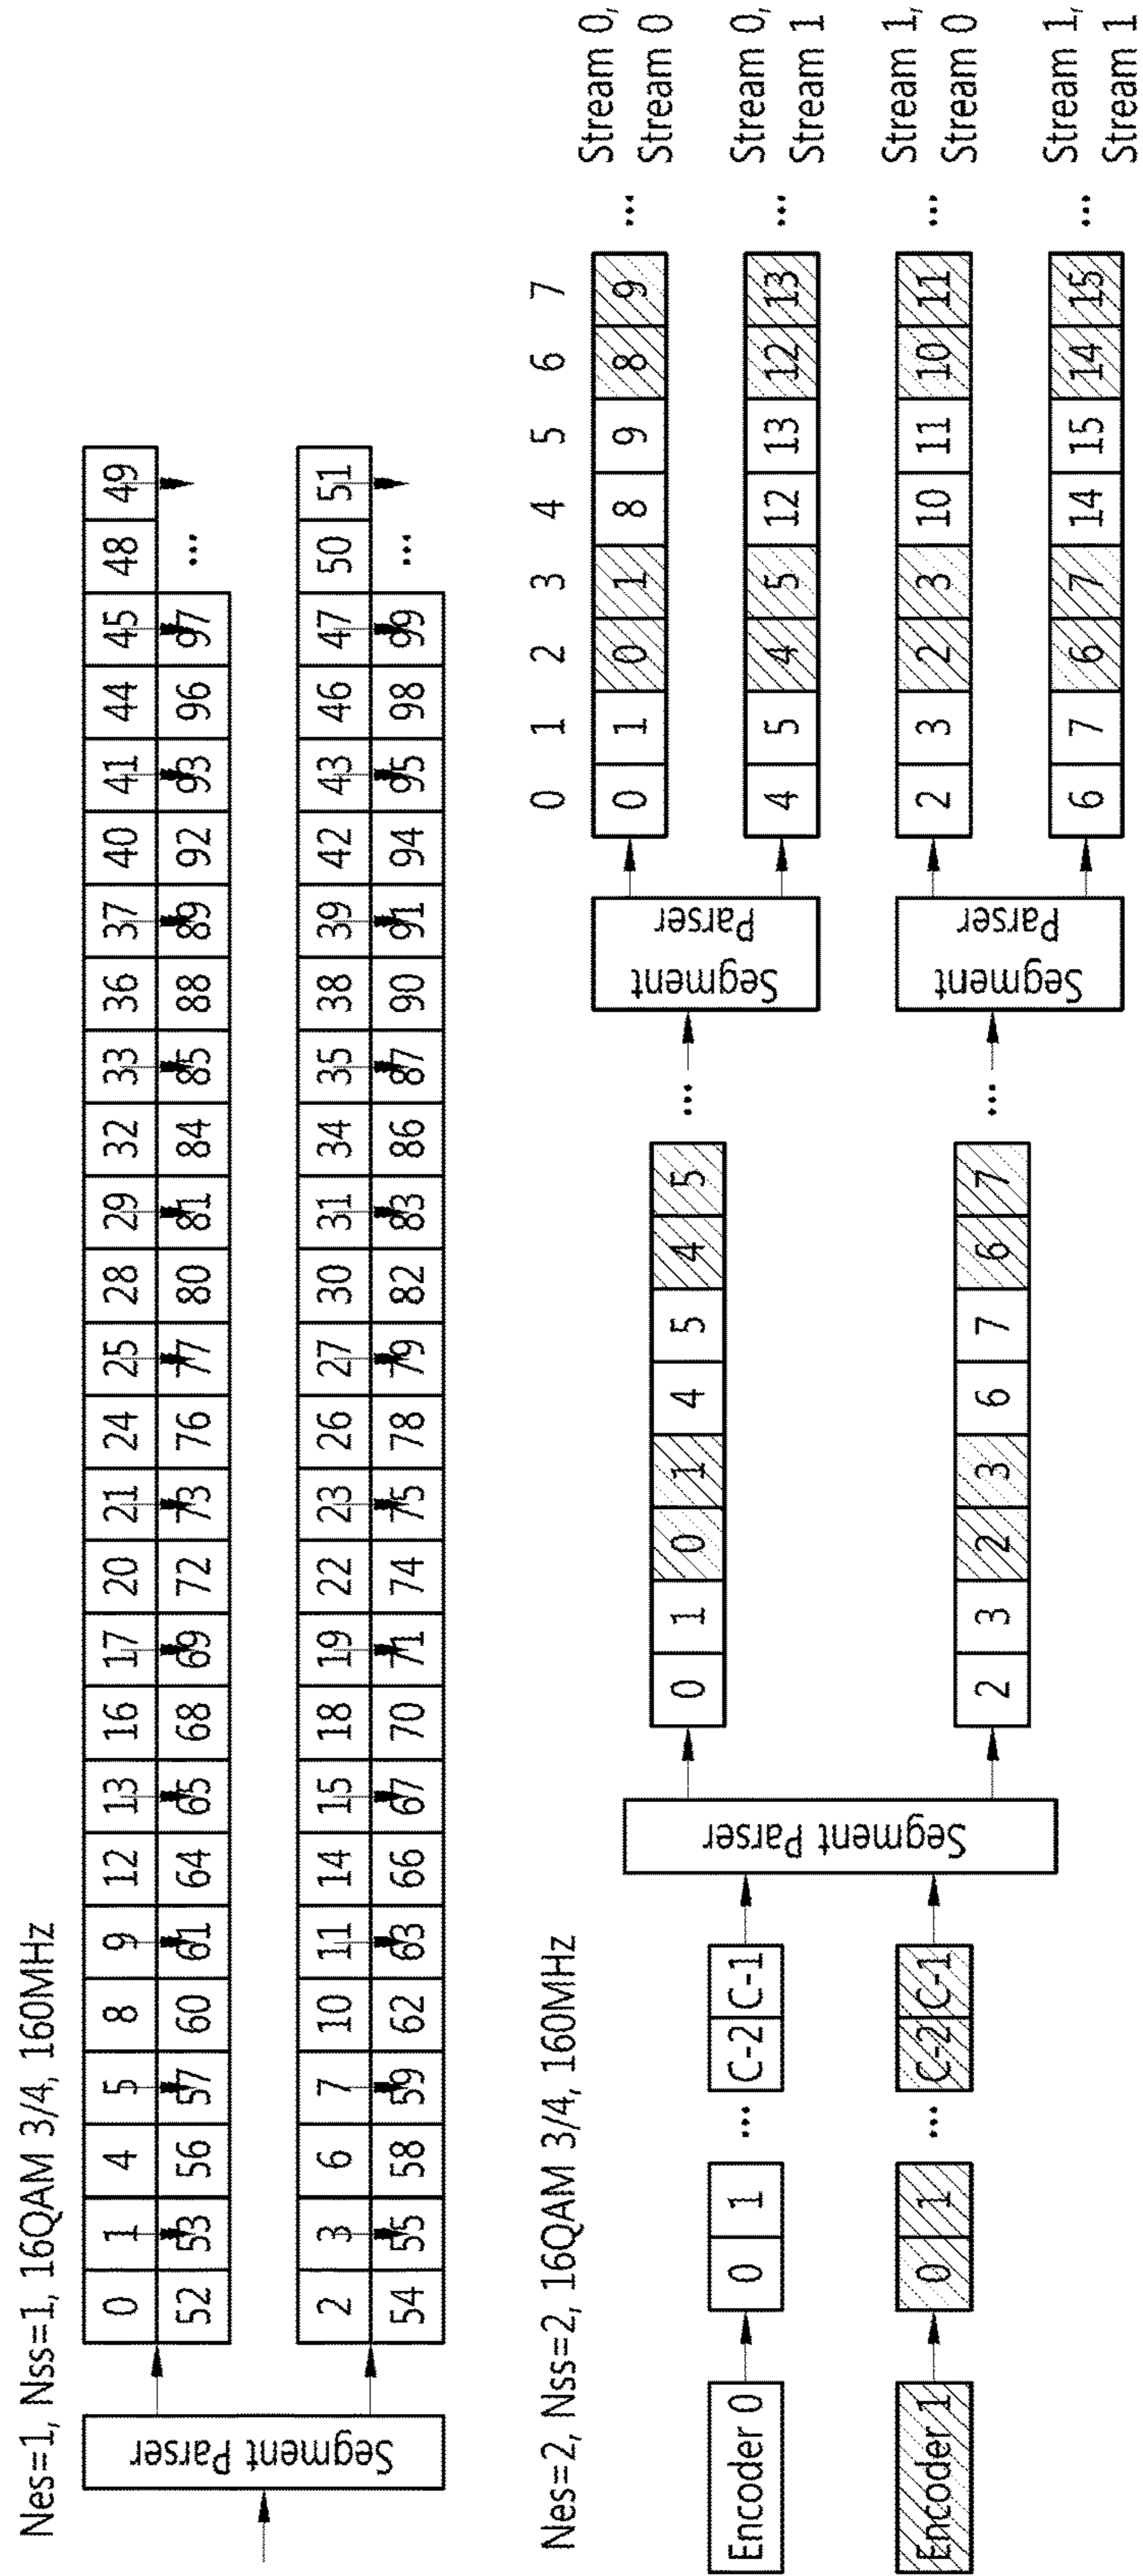 Nes=1, Nss=1, 16QAM 3/4, 160MHz
Segment Parser
0 1 4 5 8 9 12 13 16 17 20 21 24 25 28 29 32 33 36 37 40 41 44 45 48 49
52 53 56 57 60 61 64 65 68 69 72 73 76 77 80 81 84 85 88 89 92 93 96 97 ...
2 3 6 7 10 11 14 15 18 19 22 23 26 27 30 31 34 35 38 39 42 43 46 47 50 51
54 55 58 59 62 63 66 67 70 71 74 75 78 79 82 83 86 87 90 91 94 95 98 99 ...
Nes=2, Nss=2, 16QAM 3/4, 160MHz
Encoder 0
0 1 ... C-2 C-1
Encoder 1
0 1 ... C-2 C-1
Segment Parser
0 1 0 1 4 5 4 5 ...
2 3 2 3 6 7 6 7 ...
Segment
Parser
Segment
Parser
0 1 2 3 4 5 6 7
0 1 0 1 8 9 8 9 ...
Stream 0,
Stream 0
4 5 4 5 12 13 12 13 ...
Stream 0,
Stream 1
2 3 2 3 10 11 10 11 ...
Stream 1,
Stream 0
6 7 6 7 14 15 14 15 ...
Stream 1,
Stream 1